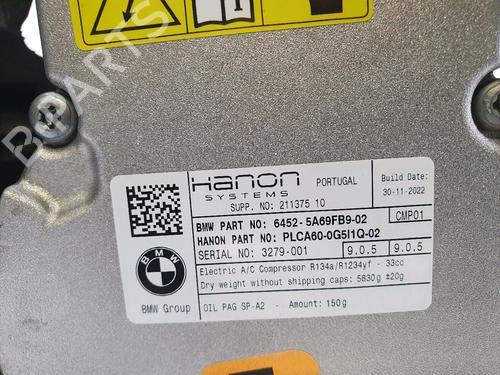 hanon
SYSTEMS
PORTUGAL
Build Date:
30-11-2022
SUPP. NO: 211375 10
CMP01
BMW PART NO: 6452-5A69FB9-02
HANON PART NO: PLCA60-0G5I1Q-02
SERIAL NO: 3279-001
9.0.5
9.0.5
Electric A/C Compressor R134a/R1234yf - 33cc
Dry weight without shipping caps: 5830g ±20g
BMW
BMW Group
OIL PAG SP-A2 - Amount: 150g
B-PARTS